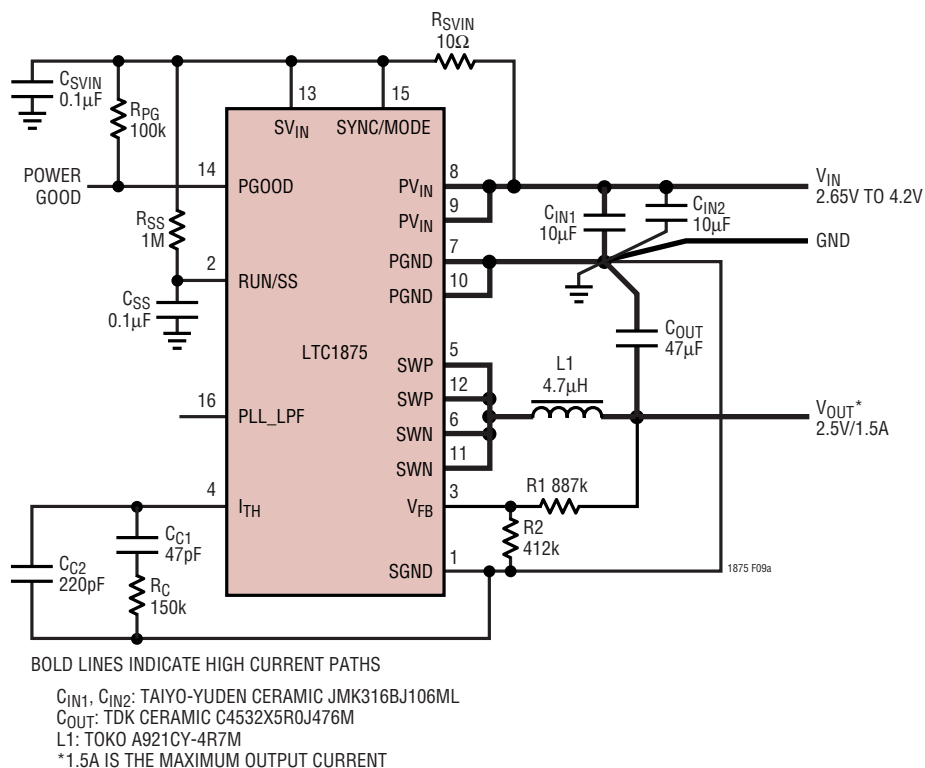 RSVIN
10Ω
CSVIN
0.1µF
RPG
100k
13
15
SVIN
SYNC/MODE
POWER
GOOD
14
PGOOD
PVIN
8
VIN
2.65V TO 4.2V
PVIN
9
CIN1
10µF
CIN2
10µF
RSS
1M
GND
2
RUN/SS
PGND
7
PGND
10
CSS
0.1µF
COUT
47µF
LTC1875
SWP
5
L1
4.7µH
SWP
12
16
PLL_LPF
SWN
6
VOUT*
2.5V/1.5A
SWN
11
4
ITH
VFB
3
R1 887k
R2
412k
CC1
47pF
CC2
220pF
RC
150k
SGND
1
1875 F09a
BOLD LINES INDICATE HIGH CURRENT PATHS
CIN1, CIN2: TAIYO-YUDEN CERAMIC JMK316BJ106ML
COUT: TDK CERAMIC C4532X5R0J476M
L1: TOKO A921CY-4R7M
*1.5A IS THE MAXIMUM OUTPUT CURRENT